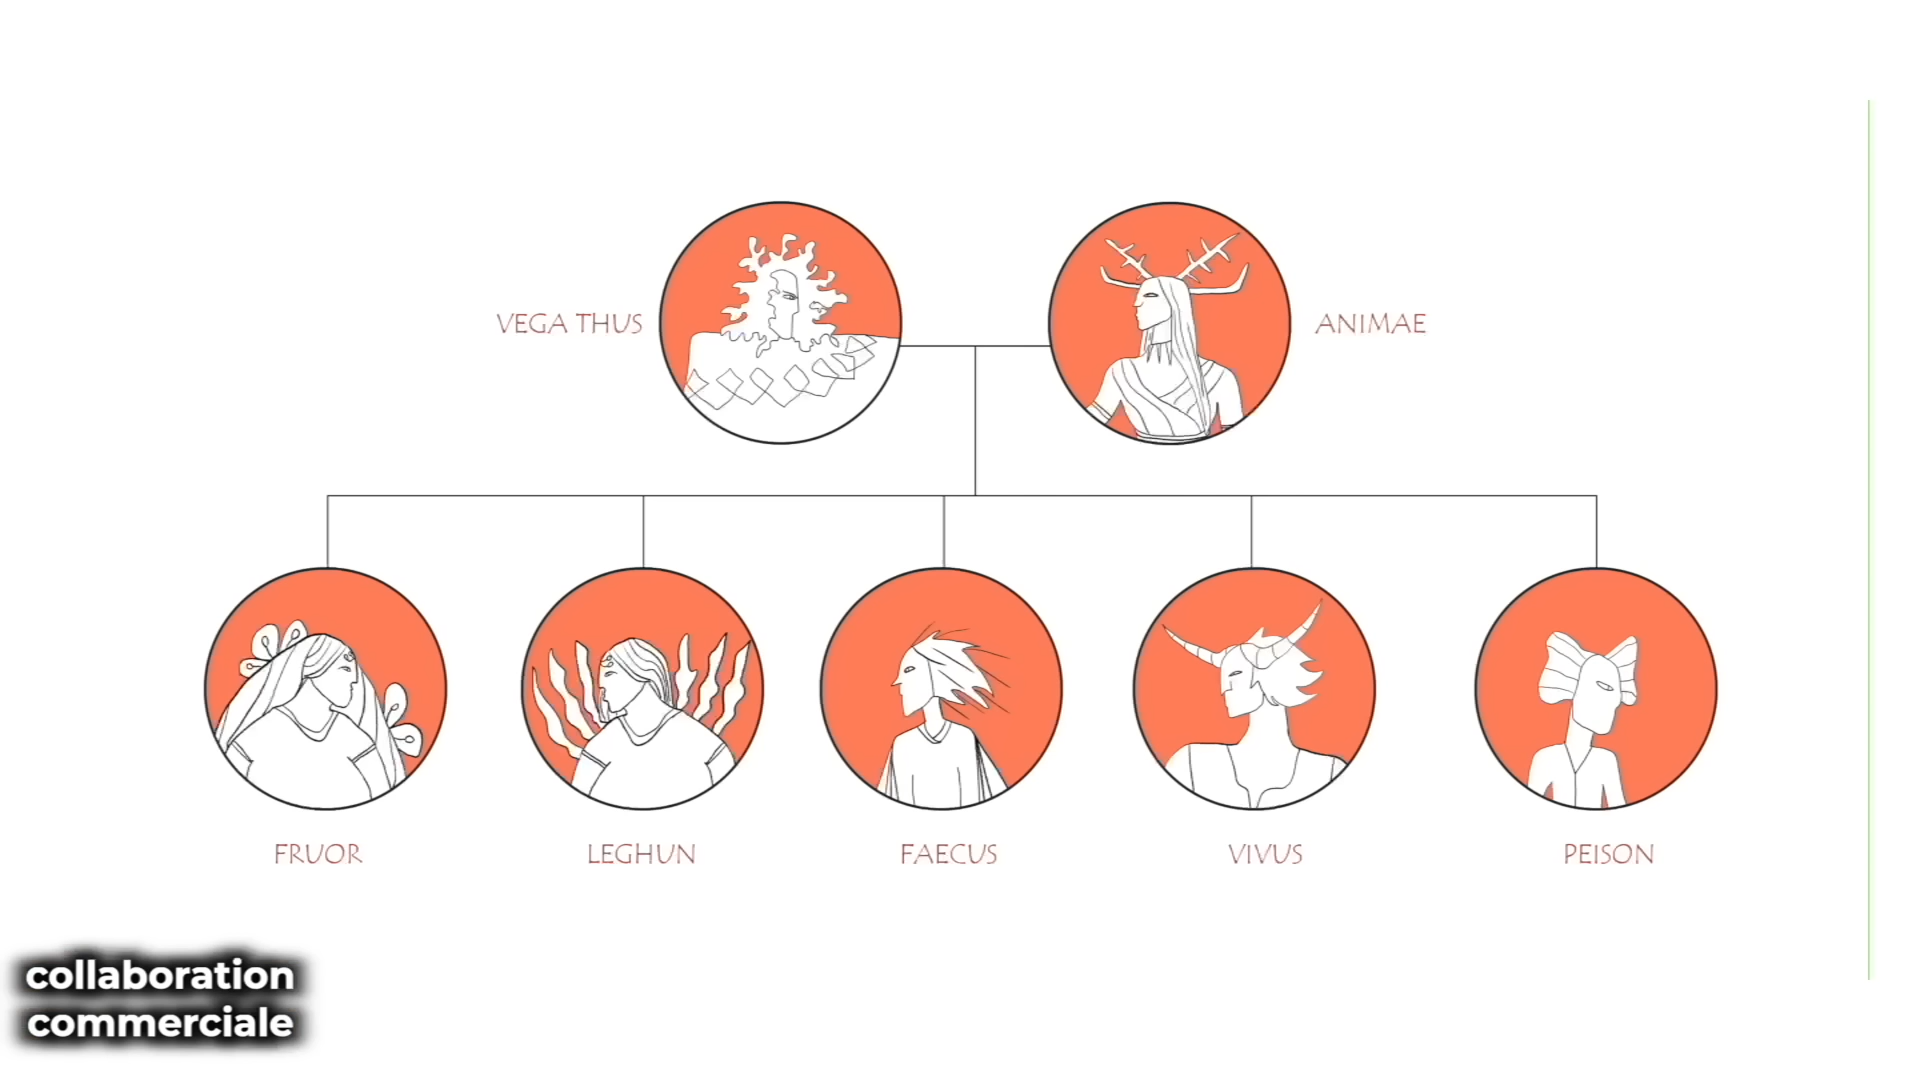 VEGA THUS
ANIMAE
FRUOR
LEGHUN
FAECUS
VIVUS
PEISON
collaboration
commerciale